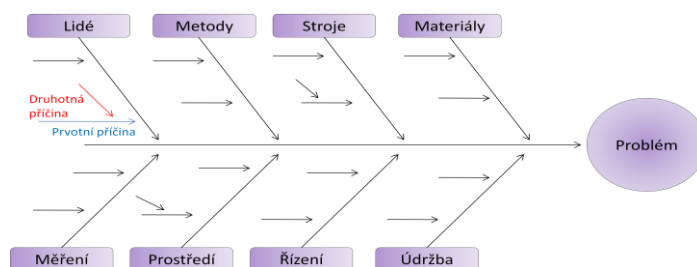 Lidé
Metody
Stroje
Materiály
Druhotná
příčina
Prvotní příčina
Problém
Měření
Prostředí
Řízení
Údržba